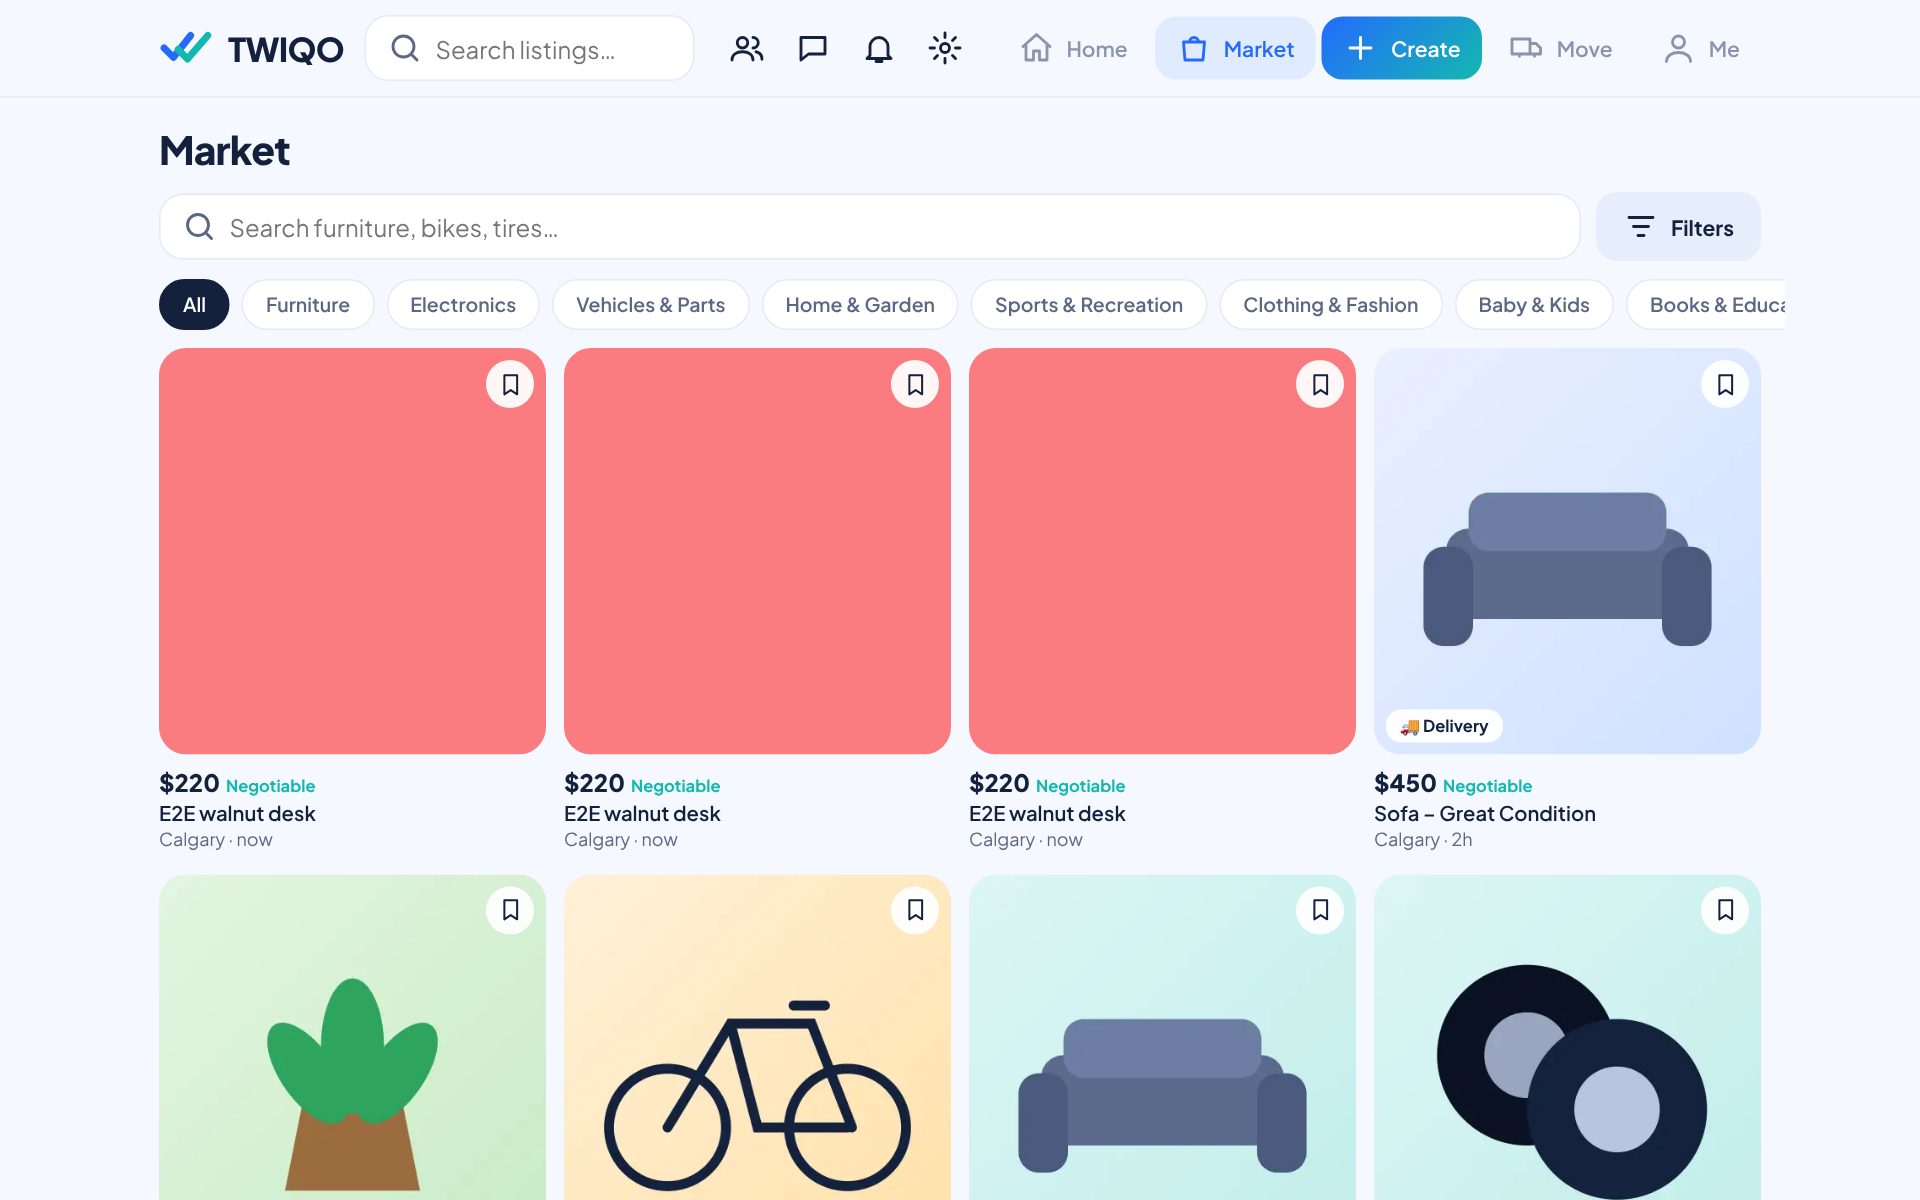 TWIQO
Search listings...
Home
Market
Create
Move
Me
Market
Search furniture, bikes, tires...
Filters
All
Furniture
Electronics
Vehicles & Parts
Home & Garden
Sports & Recreation
Clothing & Fashion
Baby & Kids
Books & Educa
🚚 Delivery
$220 Negotiable
E2E walnut desk
Calgary · now
$220 Negotiable
E2E walnut desk
Calgary · now
$220 Negotiable
E2E walnut desk
Calgary · now
$450 Negotiable
Sofa – Great Condition
Calgary · 2h